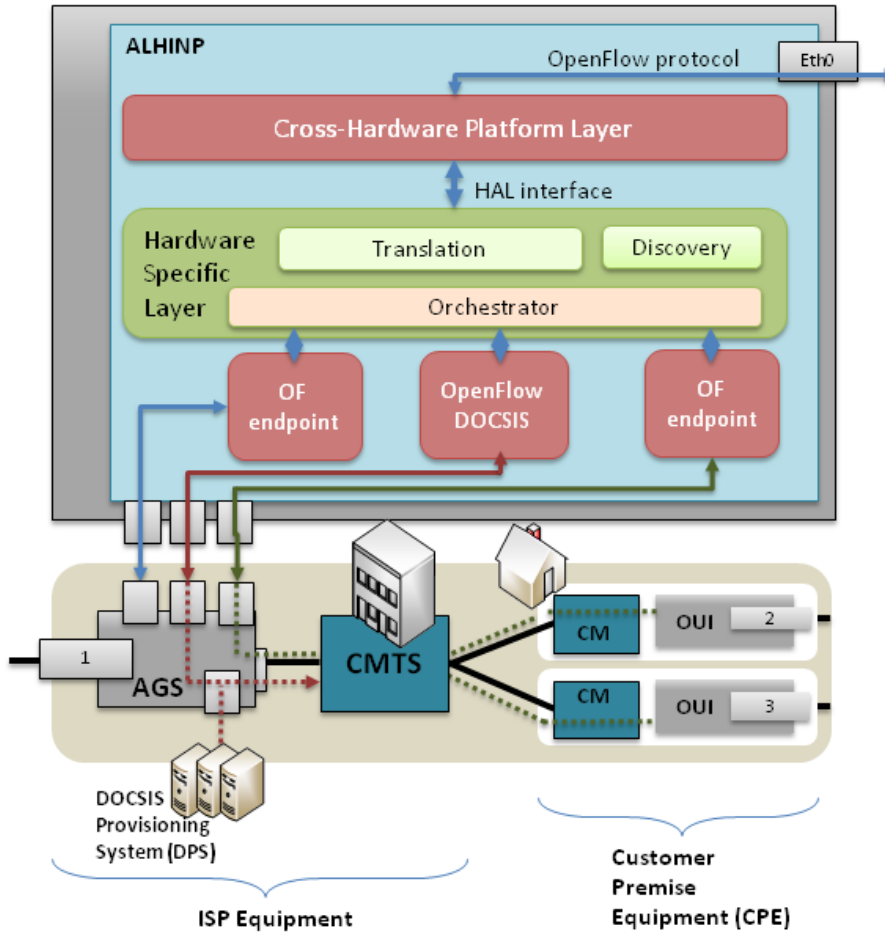 ALHINP
OpenFlow protocol
Eth0
Cross-Hardware Platform Layer
HAL interface
Hardware
Specific
Layer
Translation
Discovery
Orchestrator
OF
endpoint
OpenFlow
DOCSIS
OF
endpoint
1
AGS
CMTS
CM
OUI
2
CM
OUI
3
DOCSIS
Provisioning
System (DPS)
ISP Equipment
Customer
Premise
Equipment (CPE)